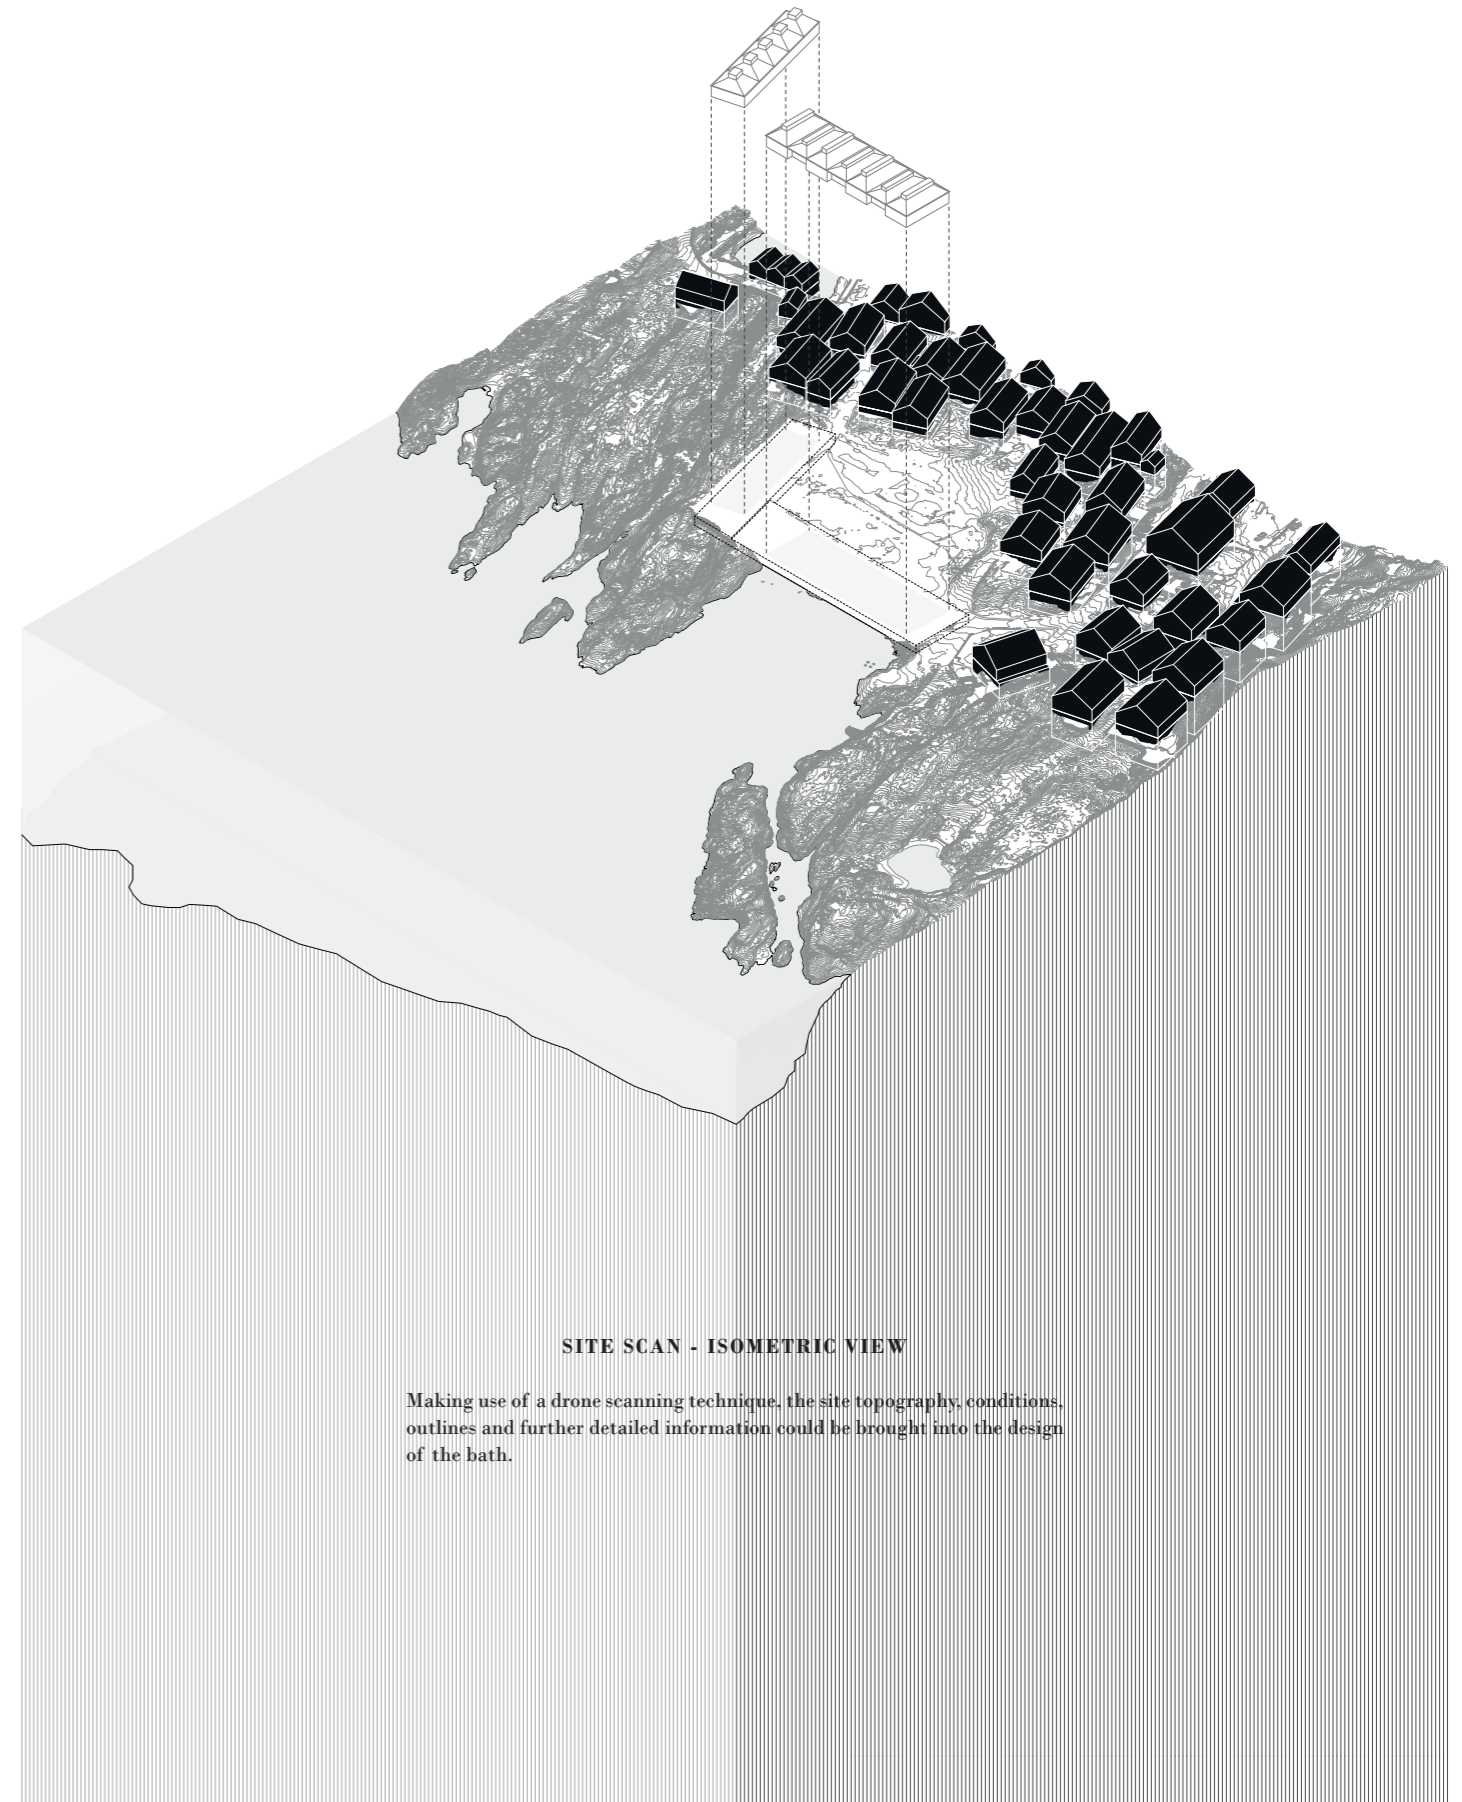 SITE SCAN - ISOMETRIC VIEW
Making use of a drone scanning technique, the site topography, conditions,
outlines and further detailed information could be brought into the design
of the bath.